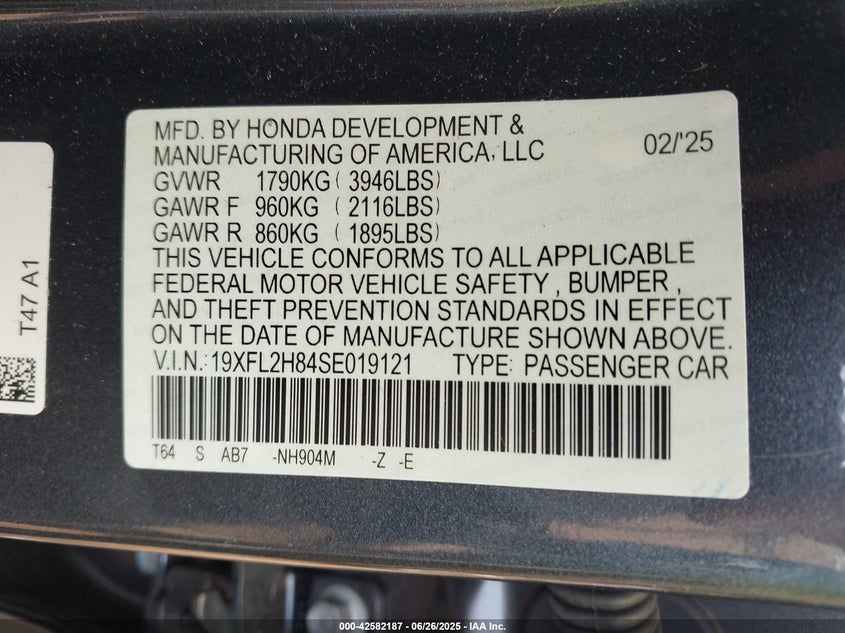 MFD. BY HONDA DEVELOPMENT &
MANUFACTURING OF AMERICA, LLC 02/'25
GVWR 1790KG ( 3946LBS)
GAWR F 960KG ( 2116LBS)
GAWR R 860KG ( 1895LBS)
THIS VEHICLE CONFORMS TO ALL APPLICABLE
FEDERAL MOTOR VEHICLE SAFETY , BUMPER ,
AND THEFT PREVENTION STANDARDS IN EFFECT
ON THE DATE OF MANUFACTURE SHOWN ABOVE.
V.I.N.: 19XFL2H84SE019121 TYPE: PASSENGER CAR
T64 S AB7 -NH904M -Z -E
T47 A1
000-42582187 | 06/26/2025 - IAA Inc.